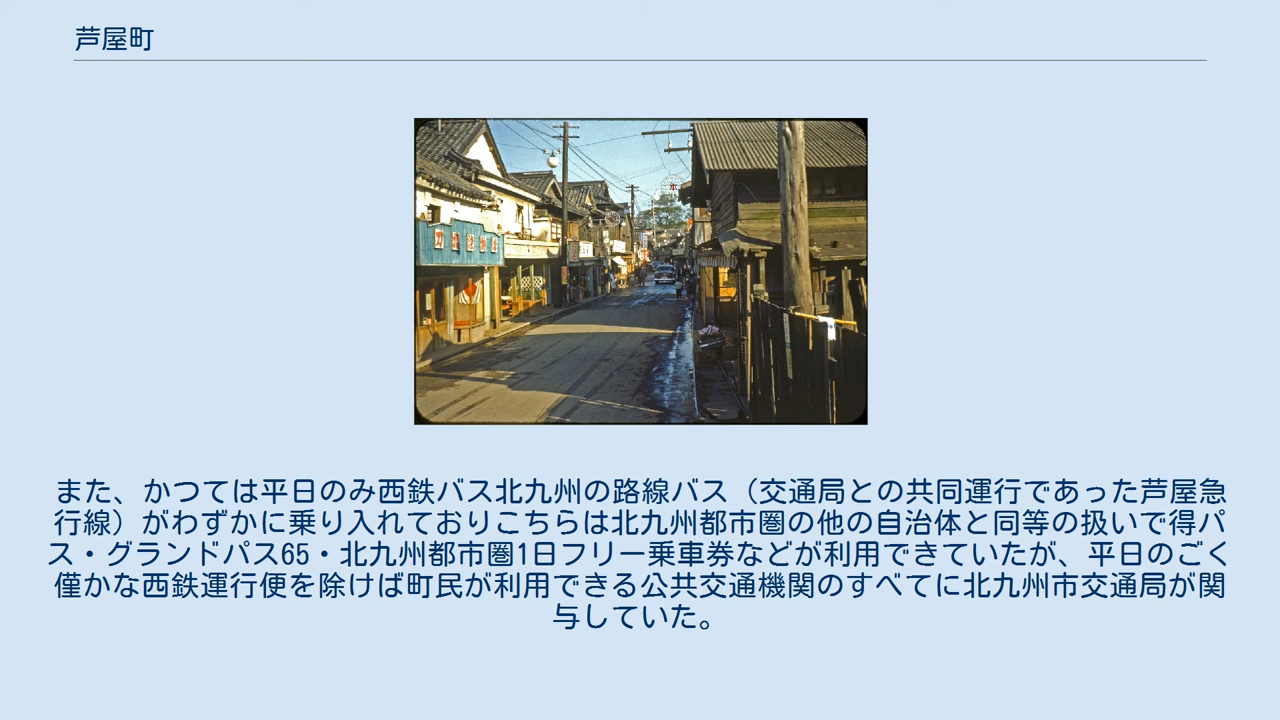 芦屋町
また、かつては平日のみ西鉄バス北九州の路線バス（交通局との共同運行であった芦屋急
行線）がわずかに乗り入れておりこちらは北九州都市圏の他の自治体と同等の扱いで得パ
ス・グランドパス65・北九州都市圏1日フリー乗車券などが利用できていたが、平日のごく
僅かな西鉄運行便を除けば町民が利用できる公共交通機関のすべてに北九州市交通局が関
与していた。